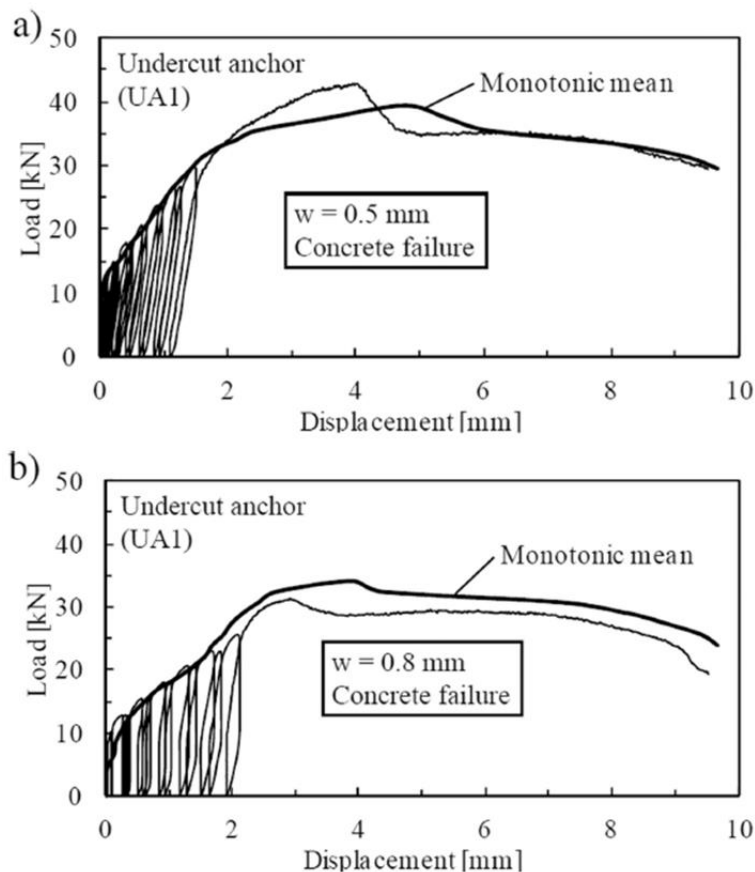 a)
50
40
30
20
10
0
Load [kN]
Undercut anchor
(UA1)
Monotonic mean
w = 0.5 mm
Concrete failure
0 2 4 6 8 10
Displacement [mm]
b)
50
40
30
20
10
0
Load [kN]
Undercut anchor
(UA1)
Monotonic mean
w = 0.8 mm
Concrete failure
0 2 4 6 8 10
Displacement [mm]